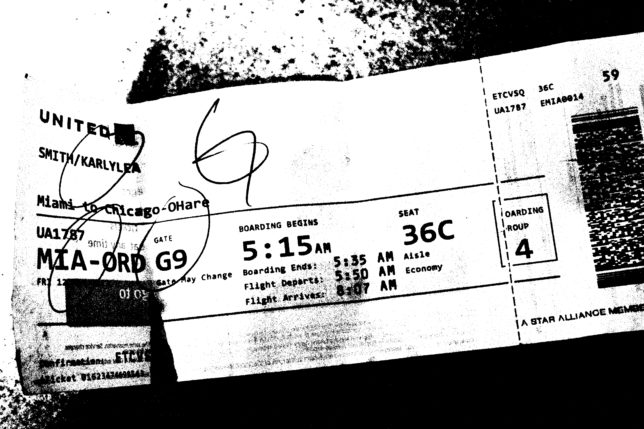 UNITED
SMITH/KARLYLEA
Miami to Chicago-OHare
UA1787
MIA-ORD
GATE
G9
Gate May Change
BOARDING BEGINS
5:15AM
Boarding Ends: 5:35 AM
Flight Departs: 5:50 AM
Flight Arrives: 8:07 AM
SEAT
36C
Aisle
Economy
FRI
Confirmation:
ETCVSQ 36C
UA1787 EMIA0014
59
OARDING
ROUP
4
A STAR ALLIANCE MEMBE